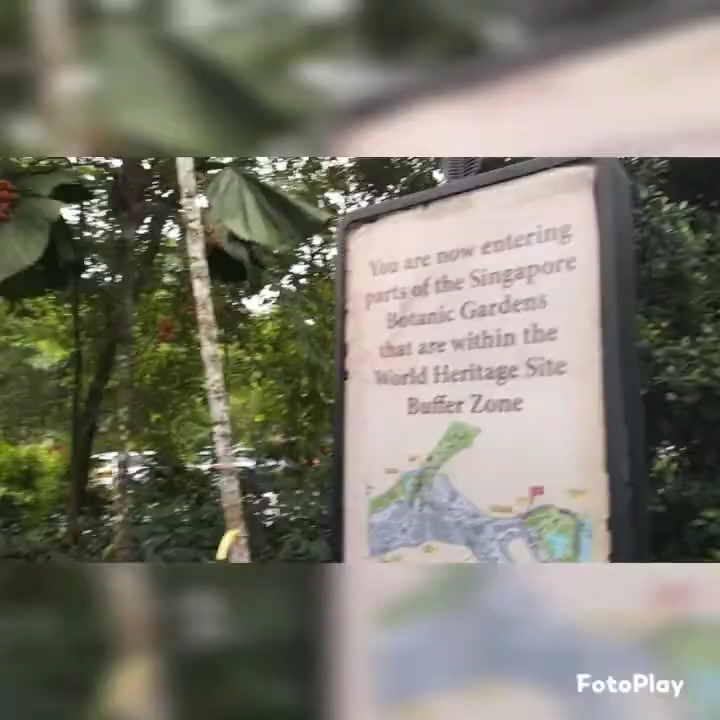 You are now entering
parts of the Singapore
Botanic Gardens
that are within the
World Heritage Site
Buffer Zone
FotoPlay